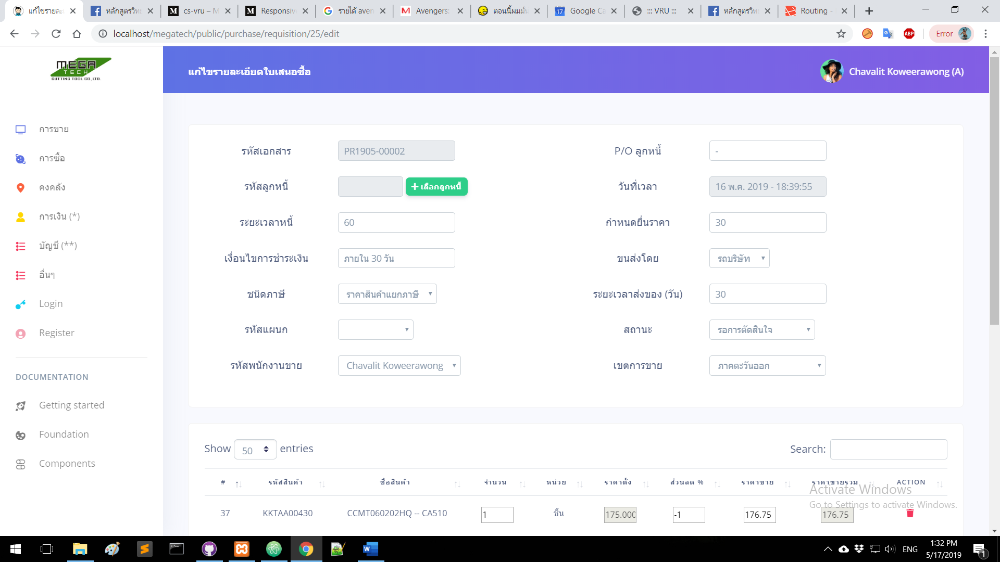 แก้ไขรายละเ
หลักสูตรวิท
cs-vru – M
Responsiv
รายได้ aven
Avengers:
ตอนนี้ผมมั่น
Google Ca
::: VRU :::
หลักสูตรวิท
Routing -
localhost/megatech/public/purchase/requisition/25/edit
Error
MEGA
TECH
CUTTING TOOL CO.,LTD.
แก้ไขรายละเอียดใบเสนอซื้อ
Chavalit Koweerawong (A)
การขาย
การซื้อ
คงคลัง
การเงิน (*)
บัญชี (**)
อื่นๆ
Login
Register
DOCUMENTATION
Getting started
Foundation
Components
รหัสเอกสาร PR1905-00002 P/O ลูกหนี้ -
รหัสลูกหนี้ เลือกลูกหนี้ วันที่เวลา 16 พ.ค. 2019 - 18:39:55
ระยะเวลาหนี้ 60 กำหนดยื่นราคา 30
เงื่อนไขการชำระเงิน ภายใน 30 วัน ขนส่งโดย รถบริษัท
ชนิดภาษี ราคาสินค้าแยกภาษี ระยะเวลาส่งของ (วัน) 30
รหัสแผนก สถานะ รอการตัดสินใจ
รหัสพนักงานขาย Chavalit Koweerawong เขตการขาย ภาคตะวันออก
Show 50 entries Search:
# รหัสสินค้า ชื่อสินค้า จำนวน หน่วย ราคาตั้ง ส่วนลด % ราคาขาย ราคาขายรวม ACTION
37 KKTAA00430 CCMT060202HQ -- CA510 1 ชิ้น 175.000 -1 176.75 176.75
Activate Windows
Go to Settings to activate Windows.
ENG
1:32 PM
5/17/2019
1